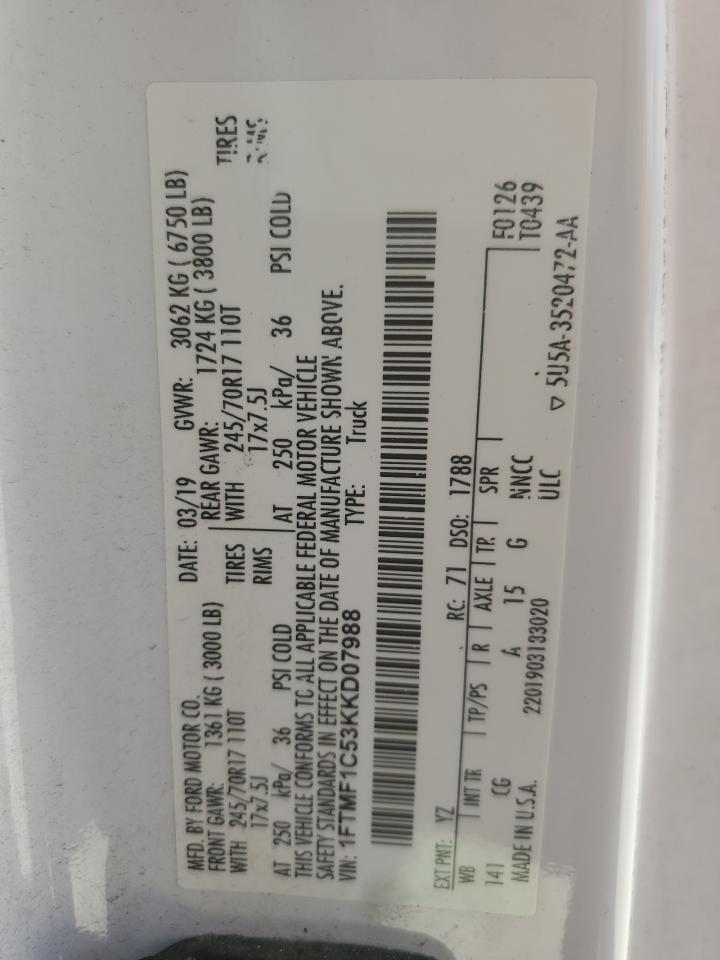 MFD. BY FORD MOTOR CO.
DATE: 03/19 GVWR: 3062 KG ( 6750 LB)
FRONT GAWR: 1361 KG ( 3000 LB) REAR GAWR: 1724 KG ( 3800 LB)
WITH 245/70R17 110T TIRES WITH 245/70R17 110T TIRES
17x7.5J RIMS 17x7.5J
AT 250 kPa/ 36 PSI COLD AT 250 kPa/ 36 PSI COLD
THIS VEHICLE CONFORMS TO ALL APPLICABLE FEDERAL MOTOR VEHICLE
SAFETY STANDARDS IN EFFECT ON THE DATE OF MANUFACTURE SHOWN ABOVE.
VIN: 1FTMF1C53KKD07988 TYPE: Truck
EXT PNT: YZ RC: 71 DSO: 1788
WB INT TR TP/PS R AXLE TR SPR F0126
141 CG A 15 G NNCC T0439
MADE IN U.S.A. 2201903133020 ULC
▽ 5U5A-3520472-AA